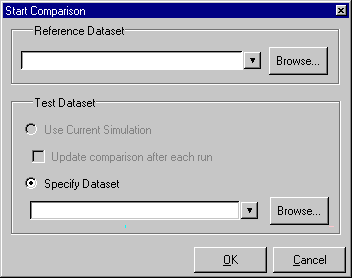 Start Comparison
Reference Dataset
Browse...
Test Dataset
Use Current Simulation
Update comparison after each run
Specify Dataset
Browse...
OK Cancel